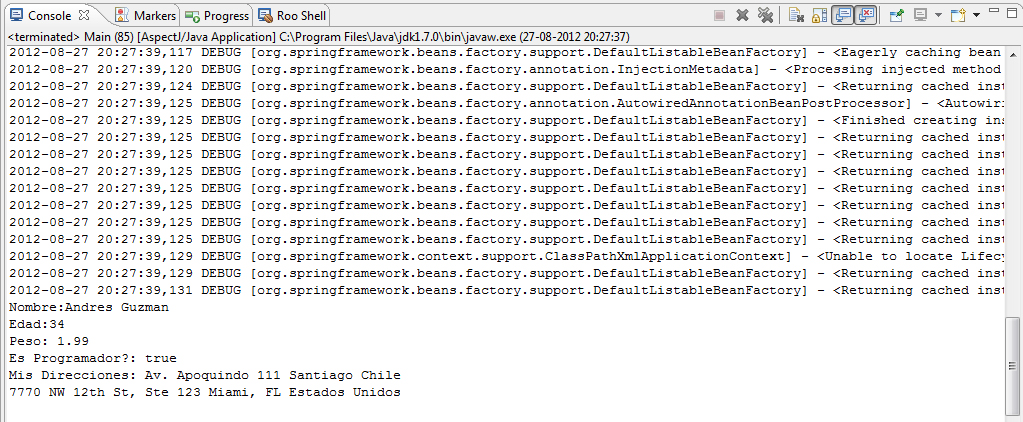 Console Markers Progress Roo Shell
<terminated> Main (85) [AspectJ/Java Application] C:\Program Files\Java\jdk1.7.0\bin\javaw.exe (27-08-2012 20:27:37)
2012-08-27 20:27:39,117 DEBUG [org.springframework.beans.factory.support.DefaultListableBeanFactory] - <Eagerly caching bean
2012-08-27 20:27:39,120 DEBUG [org.springframework.beans.factory.annotation.InjectionMetadata] - <Processing injected method
2012-08-27 20:27:39,124 DEBUG [org.springframework.beans.factory.support.DefaultListableBeanFactory] - <Returning cached inst
2012-08-27 20:27:39,125 DEBUG [org.springframework.beans.factory.annotation.AutowiredAnnotationBeanPostProcessor] - <Autowiri
2012-08-27 20:27:39,125 DEBUG [org.springframework.beans.factory.support.DefaultListableBeanFactory] - <Finished creating ins
2012-08-27 20:27:39,125 DEBUG [org.springframework.beans.factory.support.DefaultListableBeanFactory] - <Returning cached inst
2012-08-27 20:27:39,125 DEBUG [org.springframework.beans.factory.support.DefaultListableBeanFactory] - <Returning cached inst
2012-08-27 20:27:39,125 DEBUG [org.springframework.beans.factory.support.DefaultListableBeanFactory] - <Returning cached inst
2012-08-27 20:27:39,125 DEBUG [org.springframework.beans.factory.support.DefaultListableBeanFactory] - <Returning cached inst
2012-08-27 20:27:39,125 DEBUG [org.springframework.beans.factory.support.DefaultListableBeanFactory] - <Returning cached inst
2012-08-27 20:27:39,125 DEBUG [org.springframework.beans.factory.support.DefaultListableBeanFactory] - <Returning cached inst
2012-08-27 20:27:39,125 DEBUG [org.springframework.beans.factory.support.DefaultListableBeanFactory] - <Returning cached inst
2012-08-27 20:27:39,129 DEBUG [org.springframework.context.support.ClassPathXmlApplicationContext] - <Unable to locate Lifecy
2012-08-27 20:27:39,129 DEBUG [org.springframework.beans.factory.support.DefaultListableBeanFactory] - <Returning cached inst
2012-08-27 20:27:39,131 DEBUG [org.springframework.beans.factory.support.DefaultListableBeanFactory] - <Returning cached inst
Nombre:Andres Guzman
Edad:34
Peso: 1.99
Es Programador?: true
Mis Direcciones: Av. Apoquindo 111 Santiago Chile
7770 NW 12th St, Ste 123 Miami, FL Estados Unidos